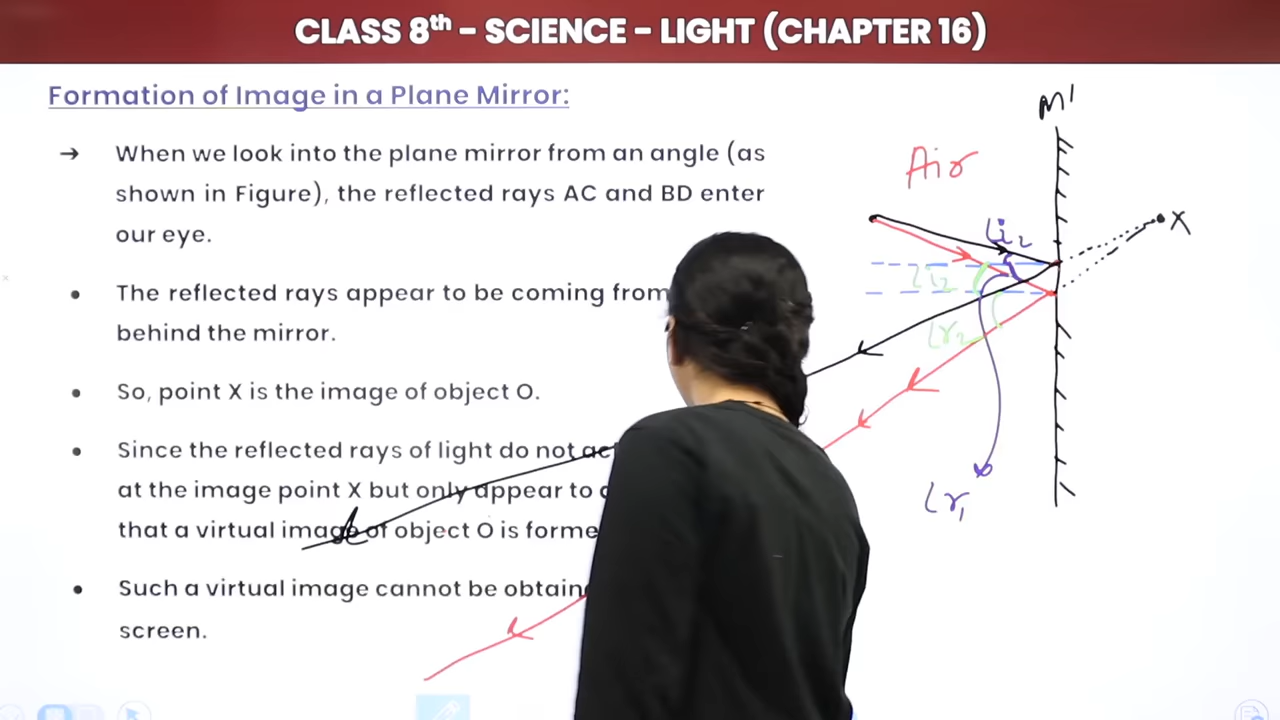 CLASS 8th - SCIENCE - LIGHT (CHAPTER 16)
Formation of Image in a Plane Mirror:
→ When we look into the plane mirror from an angle (as
shown in Figure), the reflected rays AC and BD enter
our eye.
• The reflected rays appear to be coming from
behind the mirror.
• So, point X is the image of object O.
• Since the reflected rays of light do not
at the image point X but only appear to
that a virtual image of object O is
• Such a virtual image cannot be
screen.
M'
Air
X
∠i2
∠i2
∠r2
∠r1